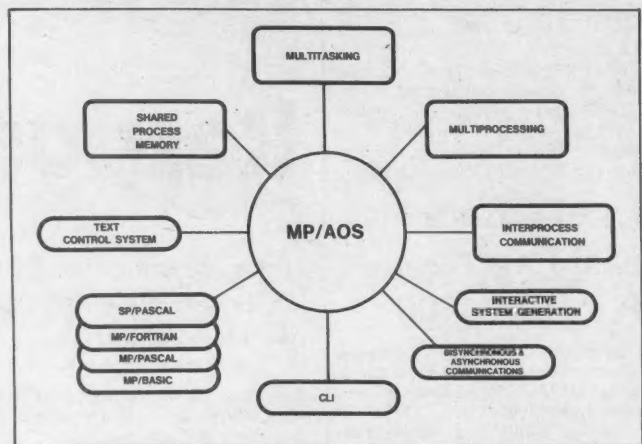 MULTITASKING
SHARED
PROCESS
MEMORY
MULTIPROCESSING
TEXT
CONTROL SYSTEM
MP/AOS
INTERPROCESS
COMMUNICATION
INTERACTIVE
SYSTEM GENERATION
SP/PASCAL
MP/FORTRAN
MP/PASCAL
MP/BASIC
BISYNCHRONOUS &
ASYNCHRONOUS
COMMUNICATIONS
CLI